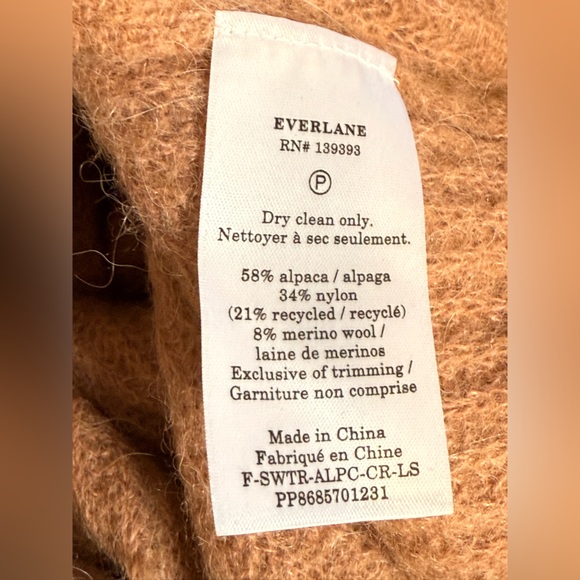 EVERLANE
RN# 139393
P
Dry clean only.
Nettoyer à sec seulement.
58% alpaca / alpaga
34% nylon
(21% recycled / recyclé)
8% merino wool /
laine de merinos
Exclusive of trimming /
Garniture non comprise
Made in China
Fabriqué en Chine
F-SWTR-ALPC-CR-LS
PP8685701231